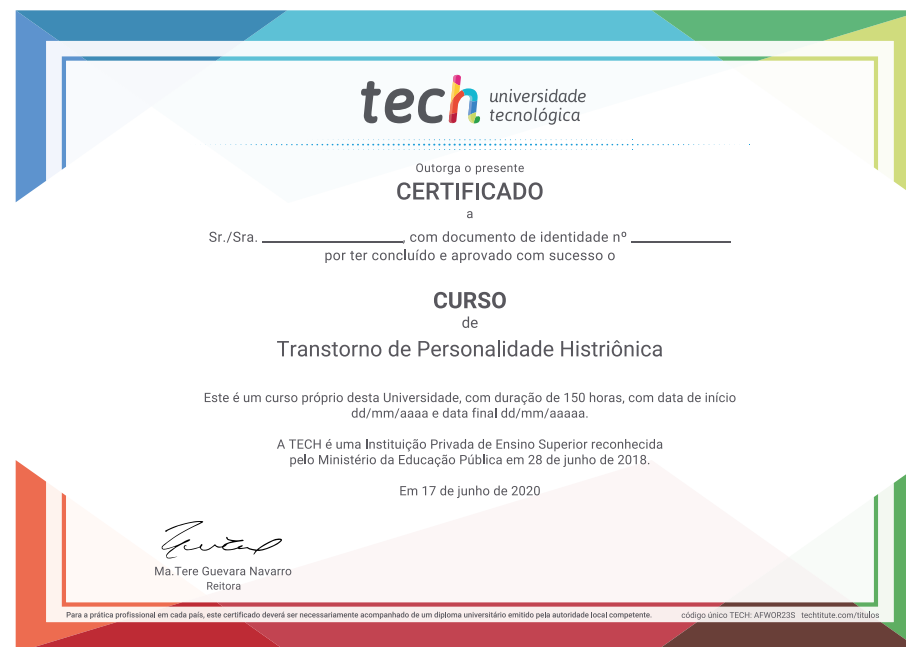 tech universidade
tecnológica
Outorga o presente
CERTIFICADO
a
Sr./Sra. __________________, com documento de identidade nº _____________
por ter concluído e aprovado com sucesso o
CURSO
de
Transtorno de Personalidade Histriônica
Este é um curso próprio desta Universidade, com duração de 150 horas, com data de início
dd/mm/aaaa e data final dd/mm/aaaaa.
A TECH é uma Instituição Privada de Ensino Superior reconhecida
pelo Ministério da Educação Pública em 28 de junho de 2018.
Em 17 de junho de 2020
Ma.Tere Guevara Navarro
Reitora
Para a prática profissional em cada país, este certificado deverá ser necessariamente acompanhado de um diploma universitário emitido pela autoridade local competente. código único TECH: AFWOR23S techtitute.com/titulos